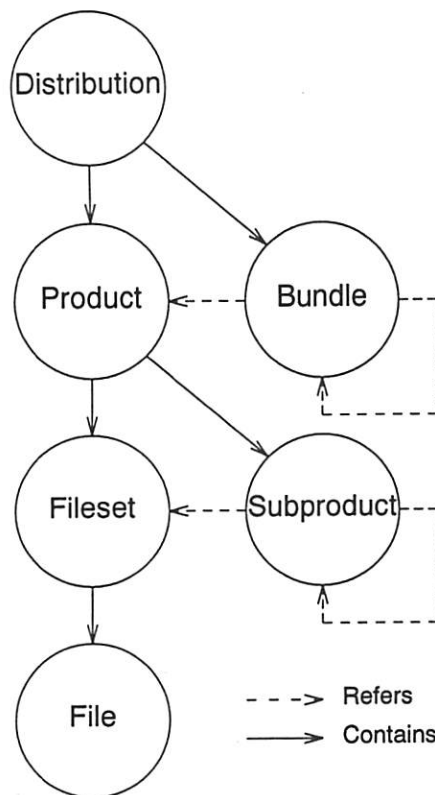 Distribution
Product
Bundle
Fileset
Subproduct
File
Refers
Contains